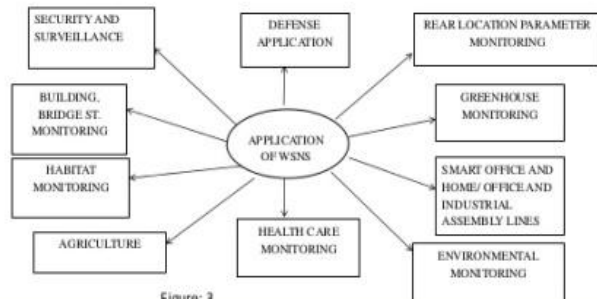 SECURITY AND
SURVEILLANCE
DEFENSE
APPLICATION
REAR LOCATION PARAMETER
MONITORING
BUILDING,
BRIDGE ST.
MONITORING
APPLICATION
OF WSNS
GREENHOUSE
MONITORING
HABITAT
MONITORING
SMART OFFICE AND
HOME/ OFFICE AND
INDUSTRIAL
ASSEMBLY LINES
AGRICULTURE
HEALTH CARE
MONITORING
ENVIRONMENTAL
MONITORING
Figure: 3